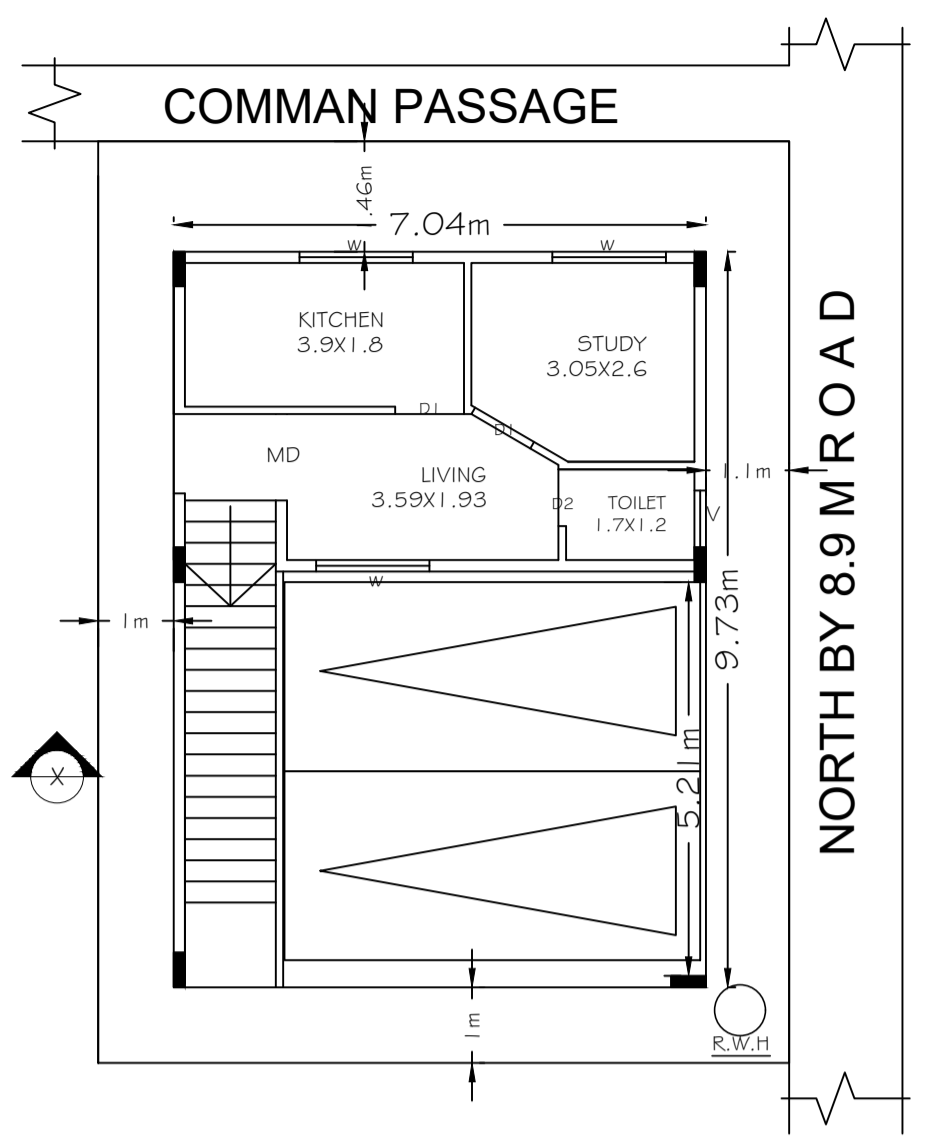 COMMAN PASSAGE
.46m
7.04m
W
W
KITCHEN
3.9X1.8
STUDY
3.05X2.6
D1
D1
MD
LIVING
3.59X1.93
1.1m
D2
TOILET
1.7X1.2
V
W
1m
9.73m
5.21m
NORTH BY 8.9 M R O A D
X
1m
R.W.H